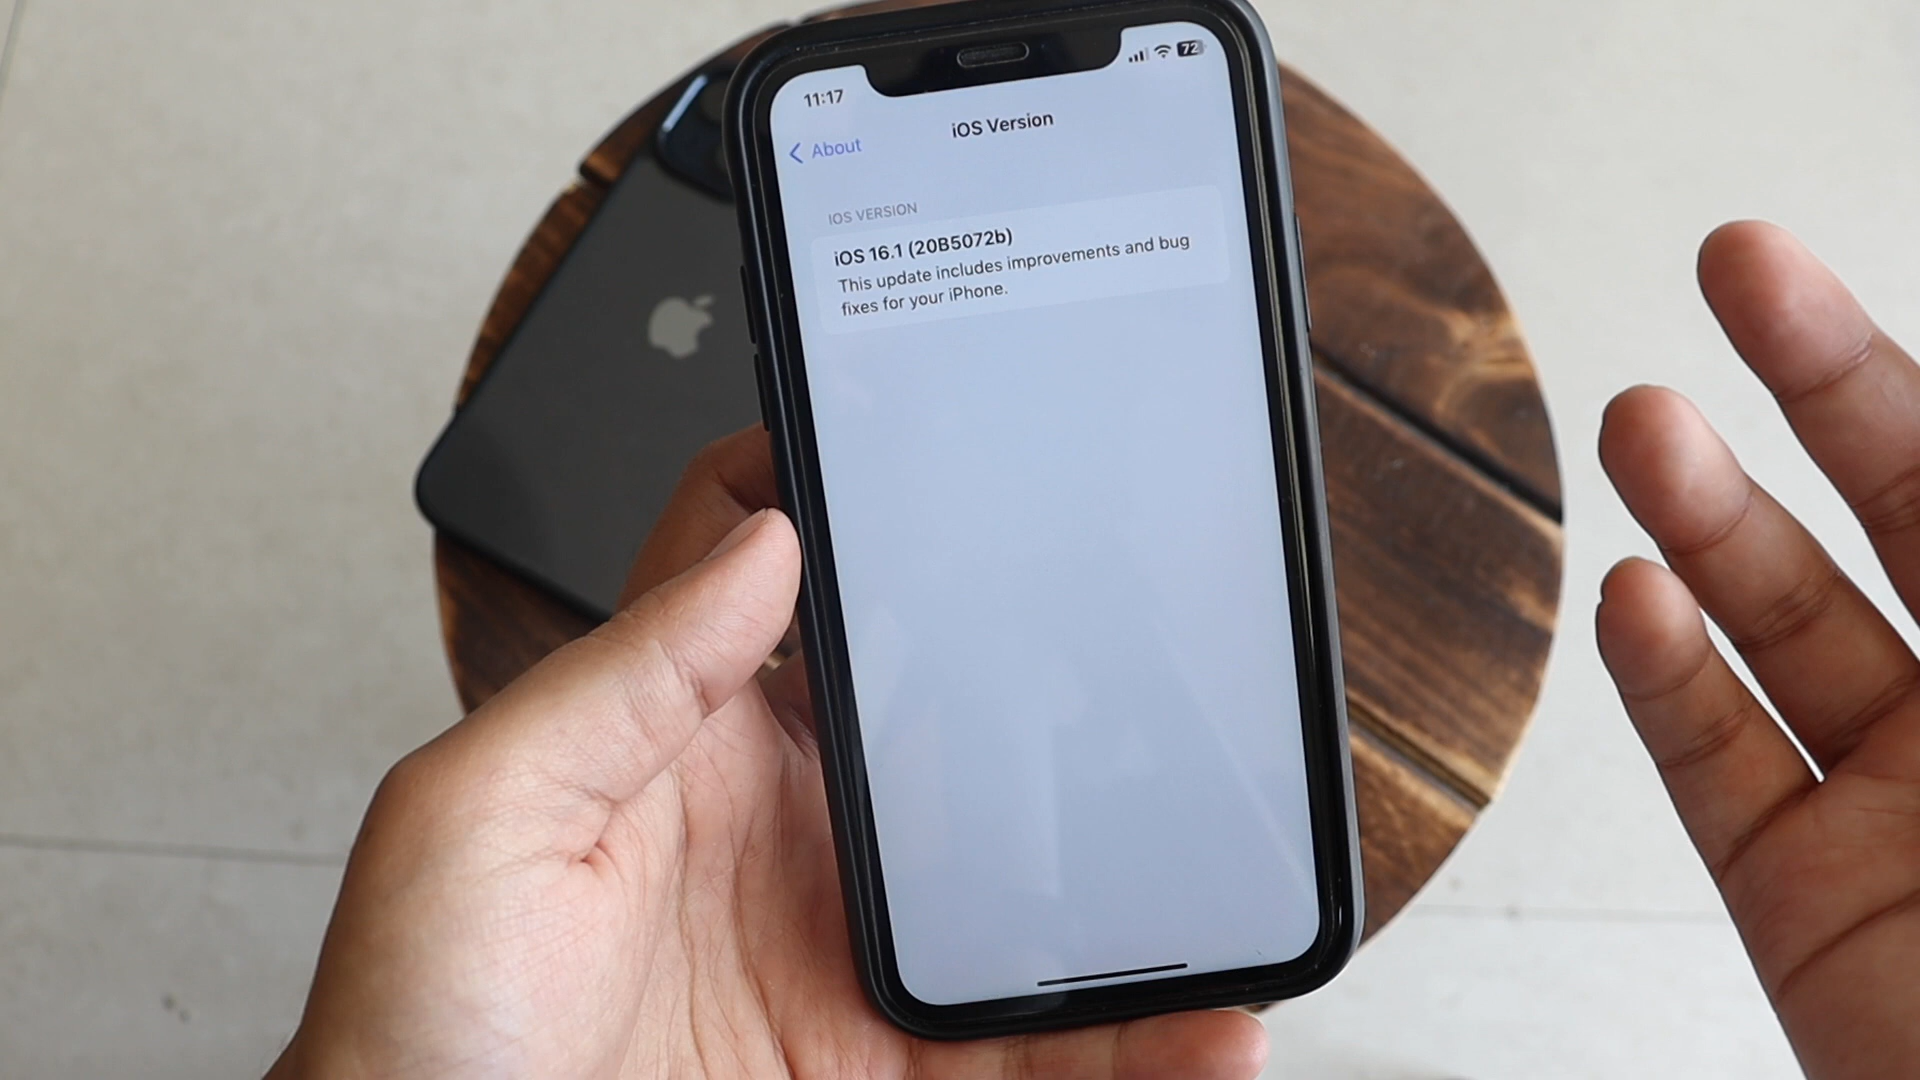 11:17
72
About
iOS Version
IOS VERSION
iOS 16.1 (20B5072b)
This update includes improvements and bug
fixes for your iPhone.